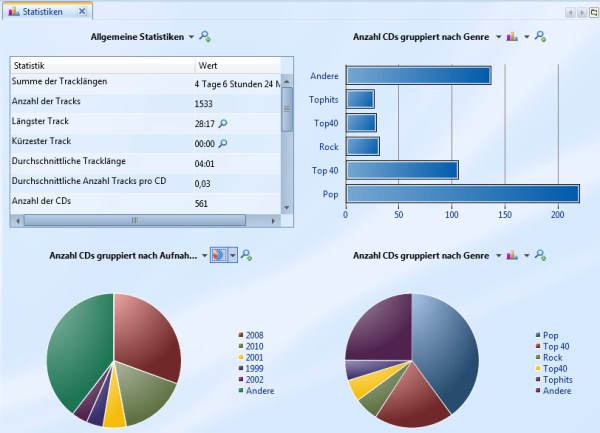 Statistiken
Allgemeine Statistiken
Statistik Wert
Summe der Tracklängen 4 Tage 6 Stunden 24
Anzahl der Tracks 1533
Längster Track 28:17
Kürzester Track 00:00
Durchschnittliche Tracklänge 04:01
Durchschnittliche Anzahl Tracks pro CD 0,03
Anzahl der CDs 561
Anzahl CDs gruppiert nach Genre
Andere
Tophits
Top40
Rock
Top 40
Pop
0 50 100 150 200
Anzahl CDs gruppiert nach Aufnah...
2008
2010
2001
1999
2002
Andere
Anzahl CDs gruppiert nach Genre
Pop
Top 40
Rock
Top40
Tophits
Andere